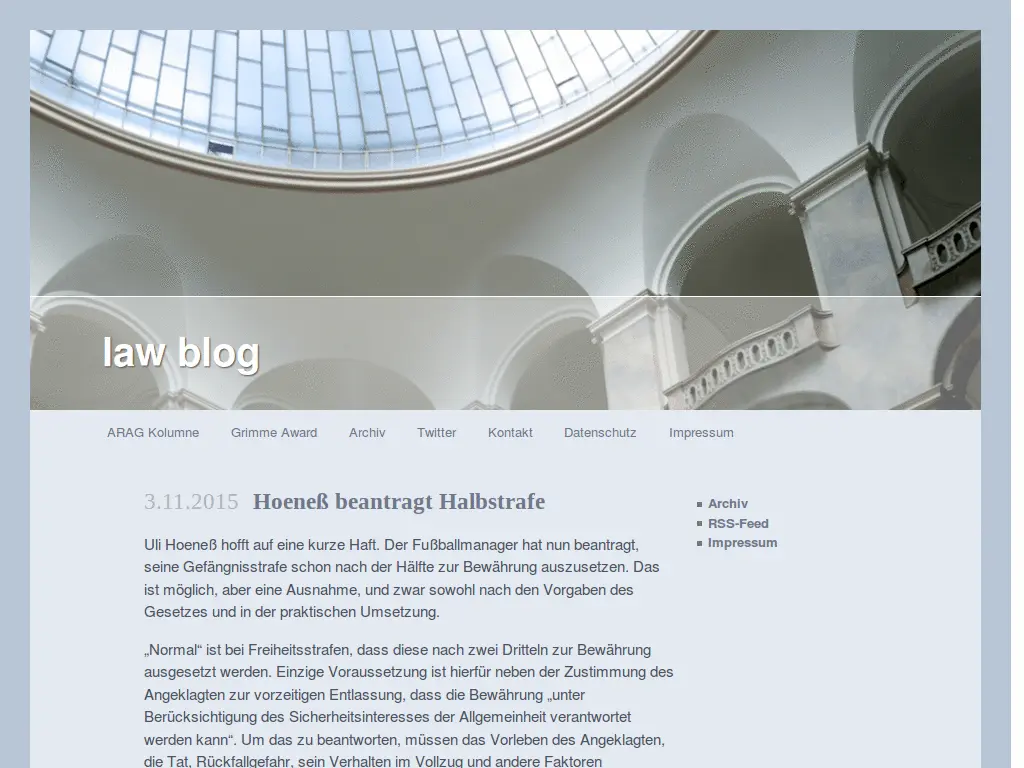 law blog
ARAG Kolumne Grimme Award Archiv Twitter Kontakt Datenschutz Impressum
3.11.2015 Hoeneß beantragt Halbstrafe
Uli Hoeneß hofft auf eine kurze Haft. Der Fußballmanager hat nun beantragt,
seine Gefängnisstrafe schon nach der Hälfte zur Bewährung auszusetzen. Das
ist möglich, aber eine Ausnahme, und zwar sowohl nach den Vorgaben des
Gesetzes und in der praktischen Umsetzung.
„Normal“ ist bei Freiheitsstrafen, dass diese nach zwei Dritteln zur Bewährung
ausgesetzt werden. Einzige Voraussetzung ist hierfür neben der Zustimmung des
Angeklagten zur vorzeitigen Entlassung, dass die Bewährung „unter
Berücksichtigung des Sicherheitsinteresses der Allgemeinheit verantwortet
werden kann“. Um das zu beantworten, müssen das Vorleben des Angeklagten,
die Tat, Rückfallgefahr, sein Verhalten im Vollzug und andere Faktoren
Archiv
RSS-Feed
Impressum